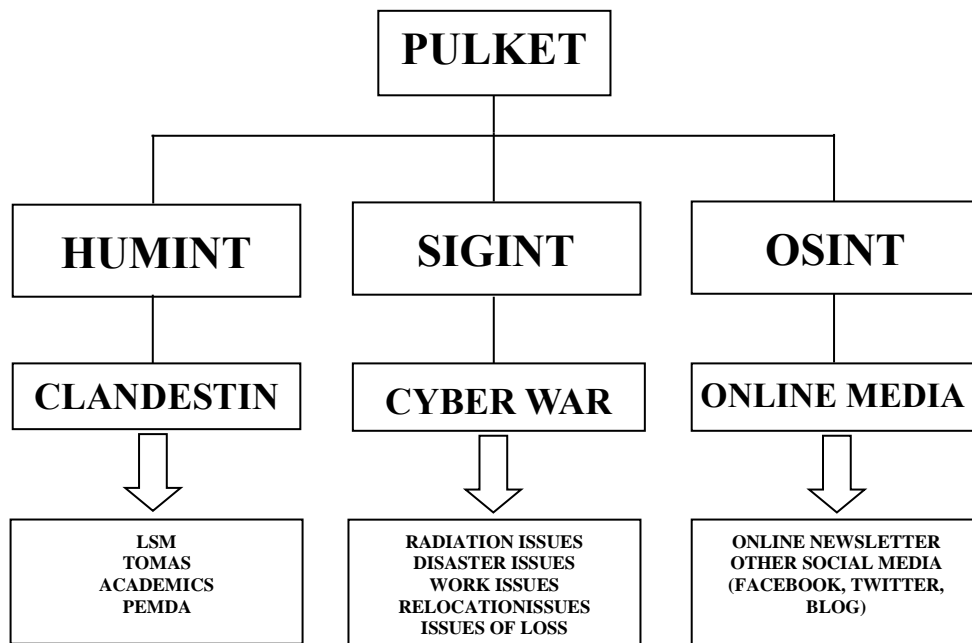 PULKET
HUMINT
SIGINT
OSINT
CLANDESTIN
CYBER WAR
ONLINE MEDIA
LSM
TOMAS
ACADEMICS
PEMDA
RADIATION ISSUES
DISASTER ISSUES
WORK ISSUES
RELOCATIONISSUES
ISSUES OF LOSS
ONLINE NEWSLETTER
OTHER SOCIAL MEDIA
(FACEBOOK, TWITTER,
BLOG)